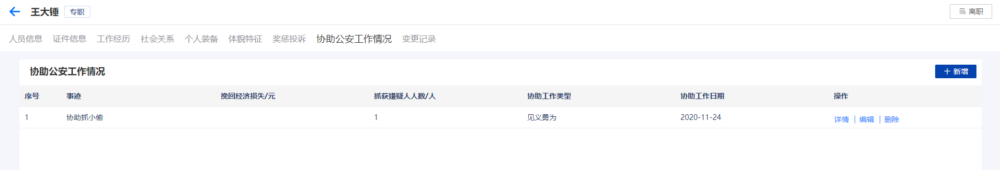 王大锤 专职 离职
人员信息 证件信息 工作经历 社会关系 个人装备 体貌特征 奖惩投诉 协助公安工作情况 变更记录
协助公安工作情况 新增
序号 事迹 挽回经济损失/元 抓获嫌疑人人数/人 协助工作类型 协助工作日期 操作
1 协助抓小偷 1 见义勇为 2020-11-24 详情 编辑 删除